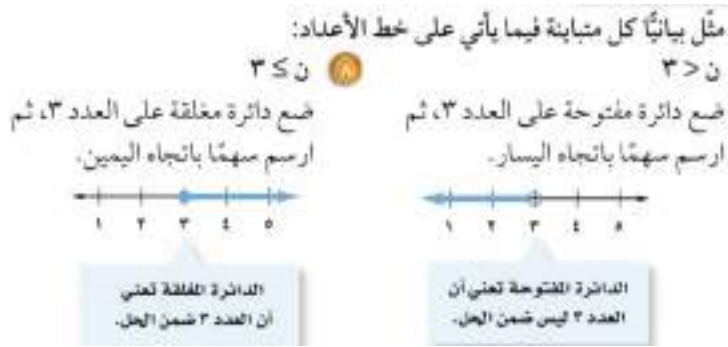 مثّل بيانيًّا كل متباينة فيما يأتي على خط الأعداد:
ن < ٣
ضع دائرة مفتوحة على العدد ٣، ثم
ارسم سهمًا باتجاه اليسار.
١ ٢ ٣ ٤ ٥
الدائرة المفتوحة تعني أن
العدد ٣ ليس ضمن الحل.
٨ ن ≥ ٣
ضع دائرة مغلقة على العدد ٣، ثم
ارسم سهمًا باتجاه اليمين.
١ ٢ ٣ ٤ ٥
الدائرة المغلقة تعني
أن العدد ٣ ضمن الحل.